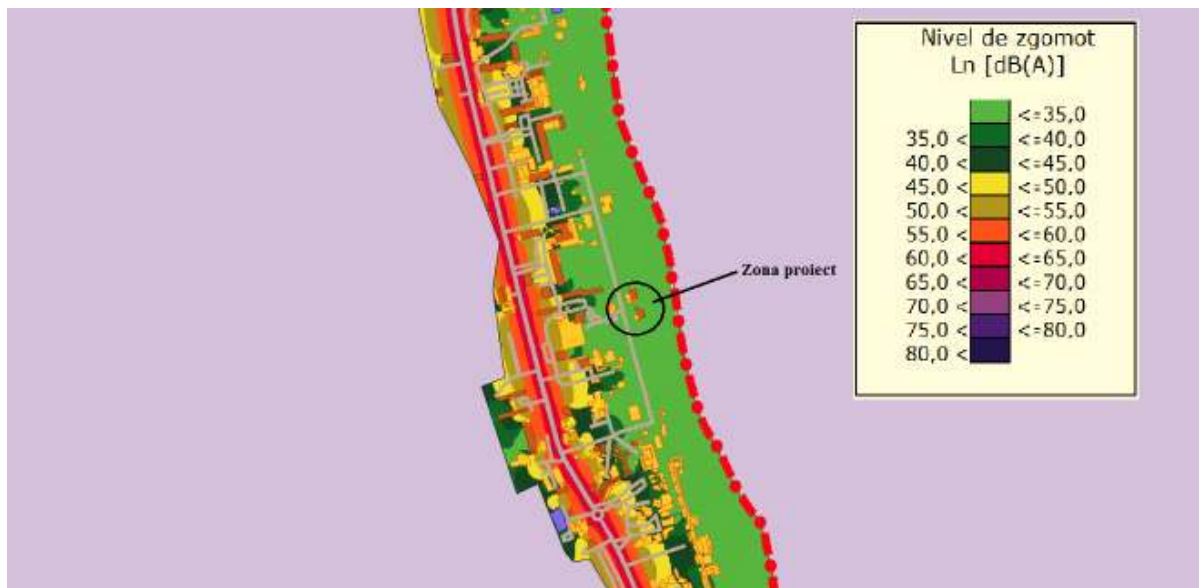 Nivel de zgomot
Ln [dB(A)]
<=35,0
35,0 < <=40,0
40,0 < <=45,0
45,0 < <=50,0
50,0 < <=55,0
55,0 < <=60,0
60,0 < <=65,0
65,0 < <=70,0
70,0 < <=75,0
75,0 < <=80,0
80,0 <
Zona proiect